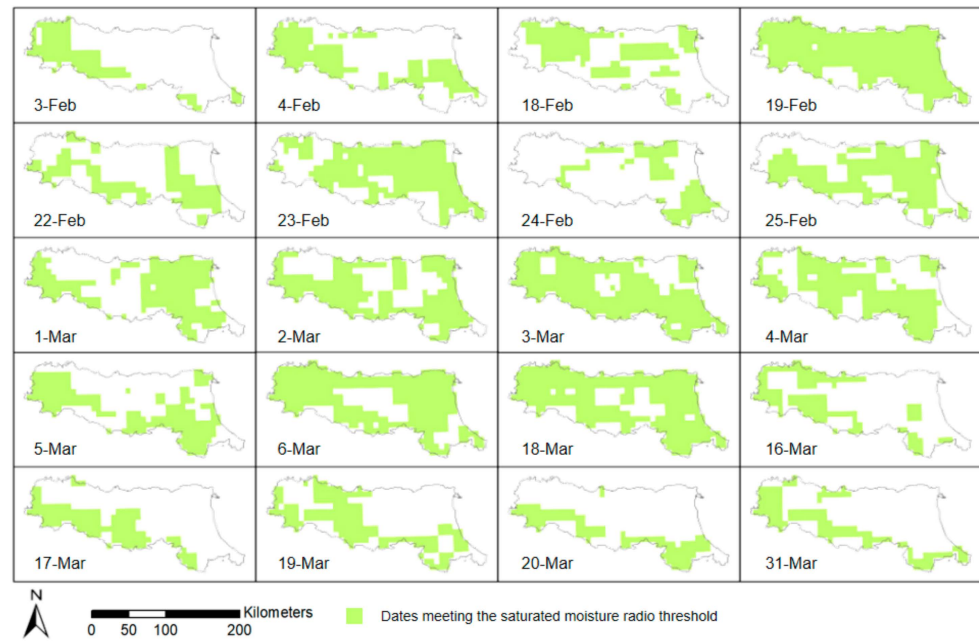 3-Feb
4-Feb
18-Feb
19-Feb
22-Feb
23-Feb
24-Feb
25-Feb
1-Mar
2-Mar
3-Mar
4-Mar
5-Mar
6-Mar
18-Mar
16-Mar
17-Mar
19-Mar
20-Mar
31-Mar
N
Kilometers
0 50 100 200
Dates meeting the saturated moisture radio threshold